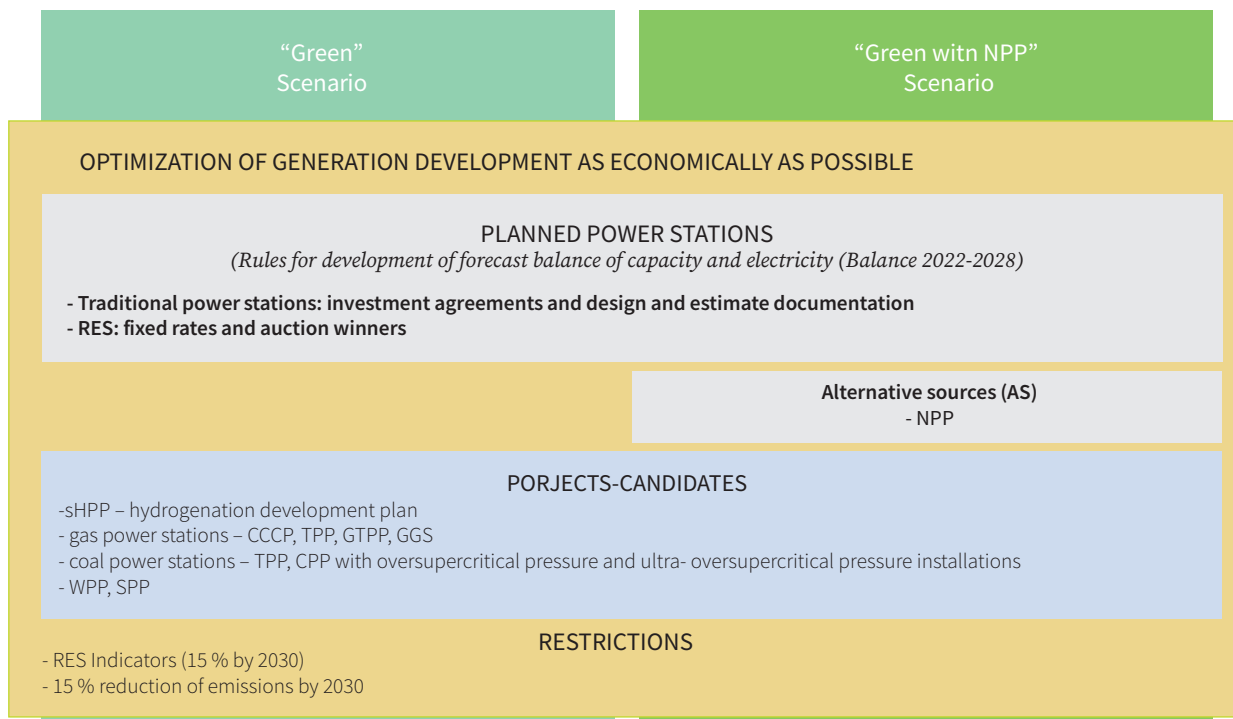 “Green”
Scenario
“Green witn NPP”
Scenario
OPTIMIZATION OF GENERATION DEVELOPMENT AS ECONOMICALLY AS POSSIBLE
PLANNED POWER STATIONS
(Rules for development of forecast balance of capacity and electricity (Balance 2022-2028)
- Traditional power stations: investment agreements and design and estimate documentation
- RES: fixed rates and auction winners
Alternative sources (AS)
- NPP
PORJECTS-CANDIDATES
-sHPP – hydrogenation development plan
- gas power stations – CCCP, TPP, GTPP, GGS
- coal power stations – TPP, CPP with oversupercritical pressure and ultra- oversupercritical pressure installations
- WPP, SPP
RESTRICTIONS
- RES Indicators (15 % by 2030)
- 15 % reduction of emissions by 2030